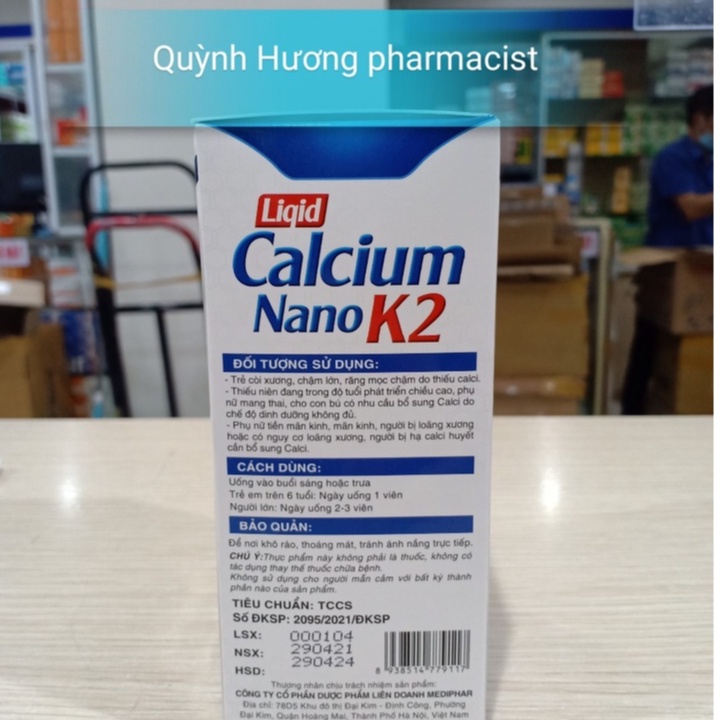 Quỳnh Hương pharmacist
Liqid
Calcium
Nano K2
ĐỐI TƯỢNG SỬ DỤNG:
- Trẻ còi xương, chậm lớn, răng mọc chậm do thiếu calci.
- Thiếu niên đang trong độ tuổi phát triển chiều cao, phụ
nữ mang thai, cho con bú có nhu cầu bổ sung Calci do
chế độ dinh dưỡng không đủ.
- Phụ nữ tiền mãn kinh, mãn kinh, người bị loãng xương
hoặc có nguy cơ loãng xương, người bị hạ calci huyết
cần bổ sung Calci.
CÁCH DÙNG:
Uống vào buổi sáng hoặc trưa
Trẻ em trên 6 tuổi: Ngày uống 1 viên
Người lớn: Ngày uống 2-3 viên
BẢO QUẢN:
Để nơi khô ráo, thoáng mát, tránh ánh nắng trực tiếp.
CHÚ Ý:Thực phẩm này không phải là thuốc, không có
tác dụng thay thế thuốc chữa bệnh.
Không sử dụng cho người mẫn cảm với bất kỳ thành
phần nào của sản phẩm.
TIÊU CHUẨN: TCCS
Số ĐKSP: 2095/2021/ĐKSP
LSX: 000104
NSX: 290421
HSD: 290424
8 938514 779117
Thương nhân chịu trách nhiệm sản phẩm:
CÔNG TY CỔ PHẦN DƯỢC PHẨM LIÊN DOANH MEDIPHAR
Địa chỉ: 78D5 Khu đô thị Đại Kim - Định Công, Phường
Đại Kim, Quận Hoàng Mai, Thành Phố Hà Nội, Việt Nam